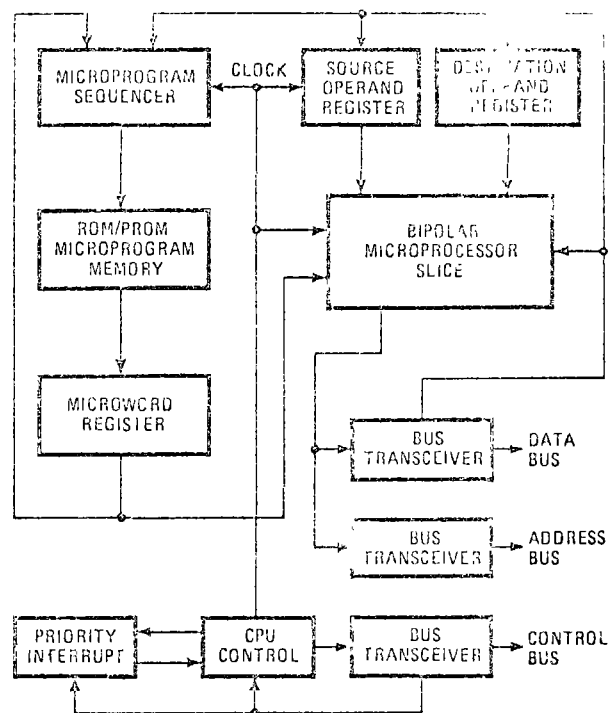 MICROPROGRAM
SEQUENCER
CLOCK
SOURCE
OPERAND
REGISTER
REGISTER
ROM/PROM
MICROPROGRAM
MEMORY
BIPOLAR
MICROPROCESSOR
SLICE
MICROWORD
REGISTER
BUS
TRANSCEIVER
DATA
BUS
BUS
TRANSCEIVER
ADDRESS
BUS
PRIORITY
INTERRUPT
CPU
CONTROL
BUS
TRANSCEIVER
CONTROL
BUS